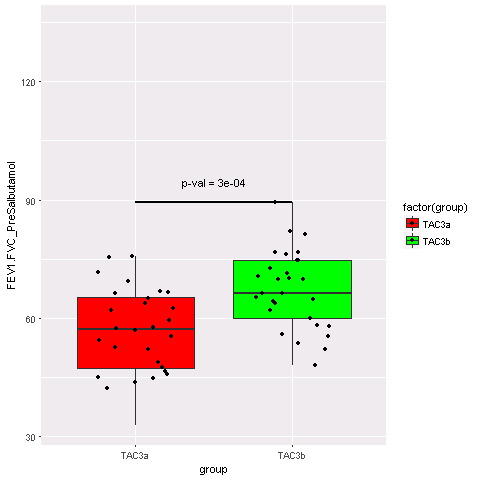 FEV1.FVC_PreSalbutamol
120
90
60
30
p-val = 3e-04
TAC3a
TAC3b
group
factor(group)
TAC3a
TAC3b